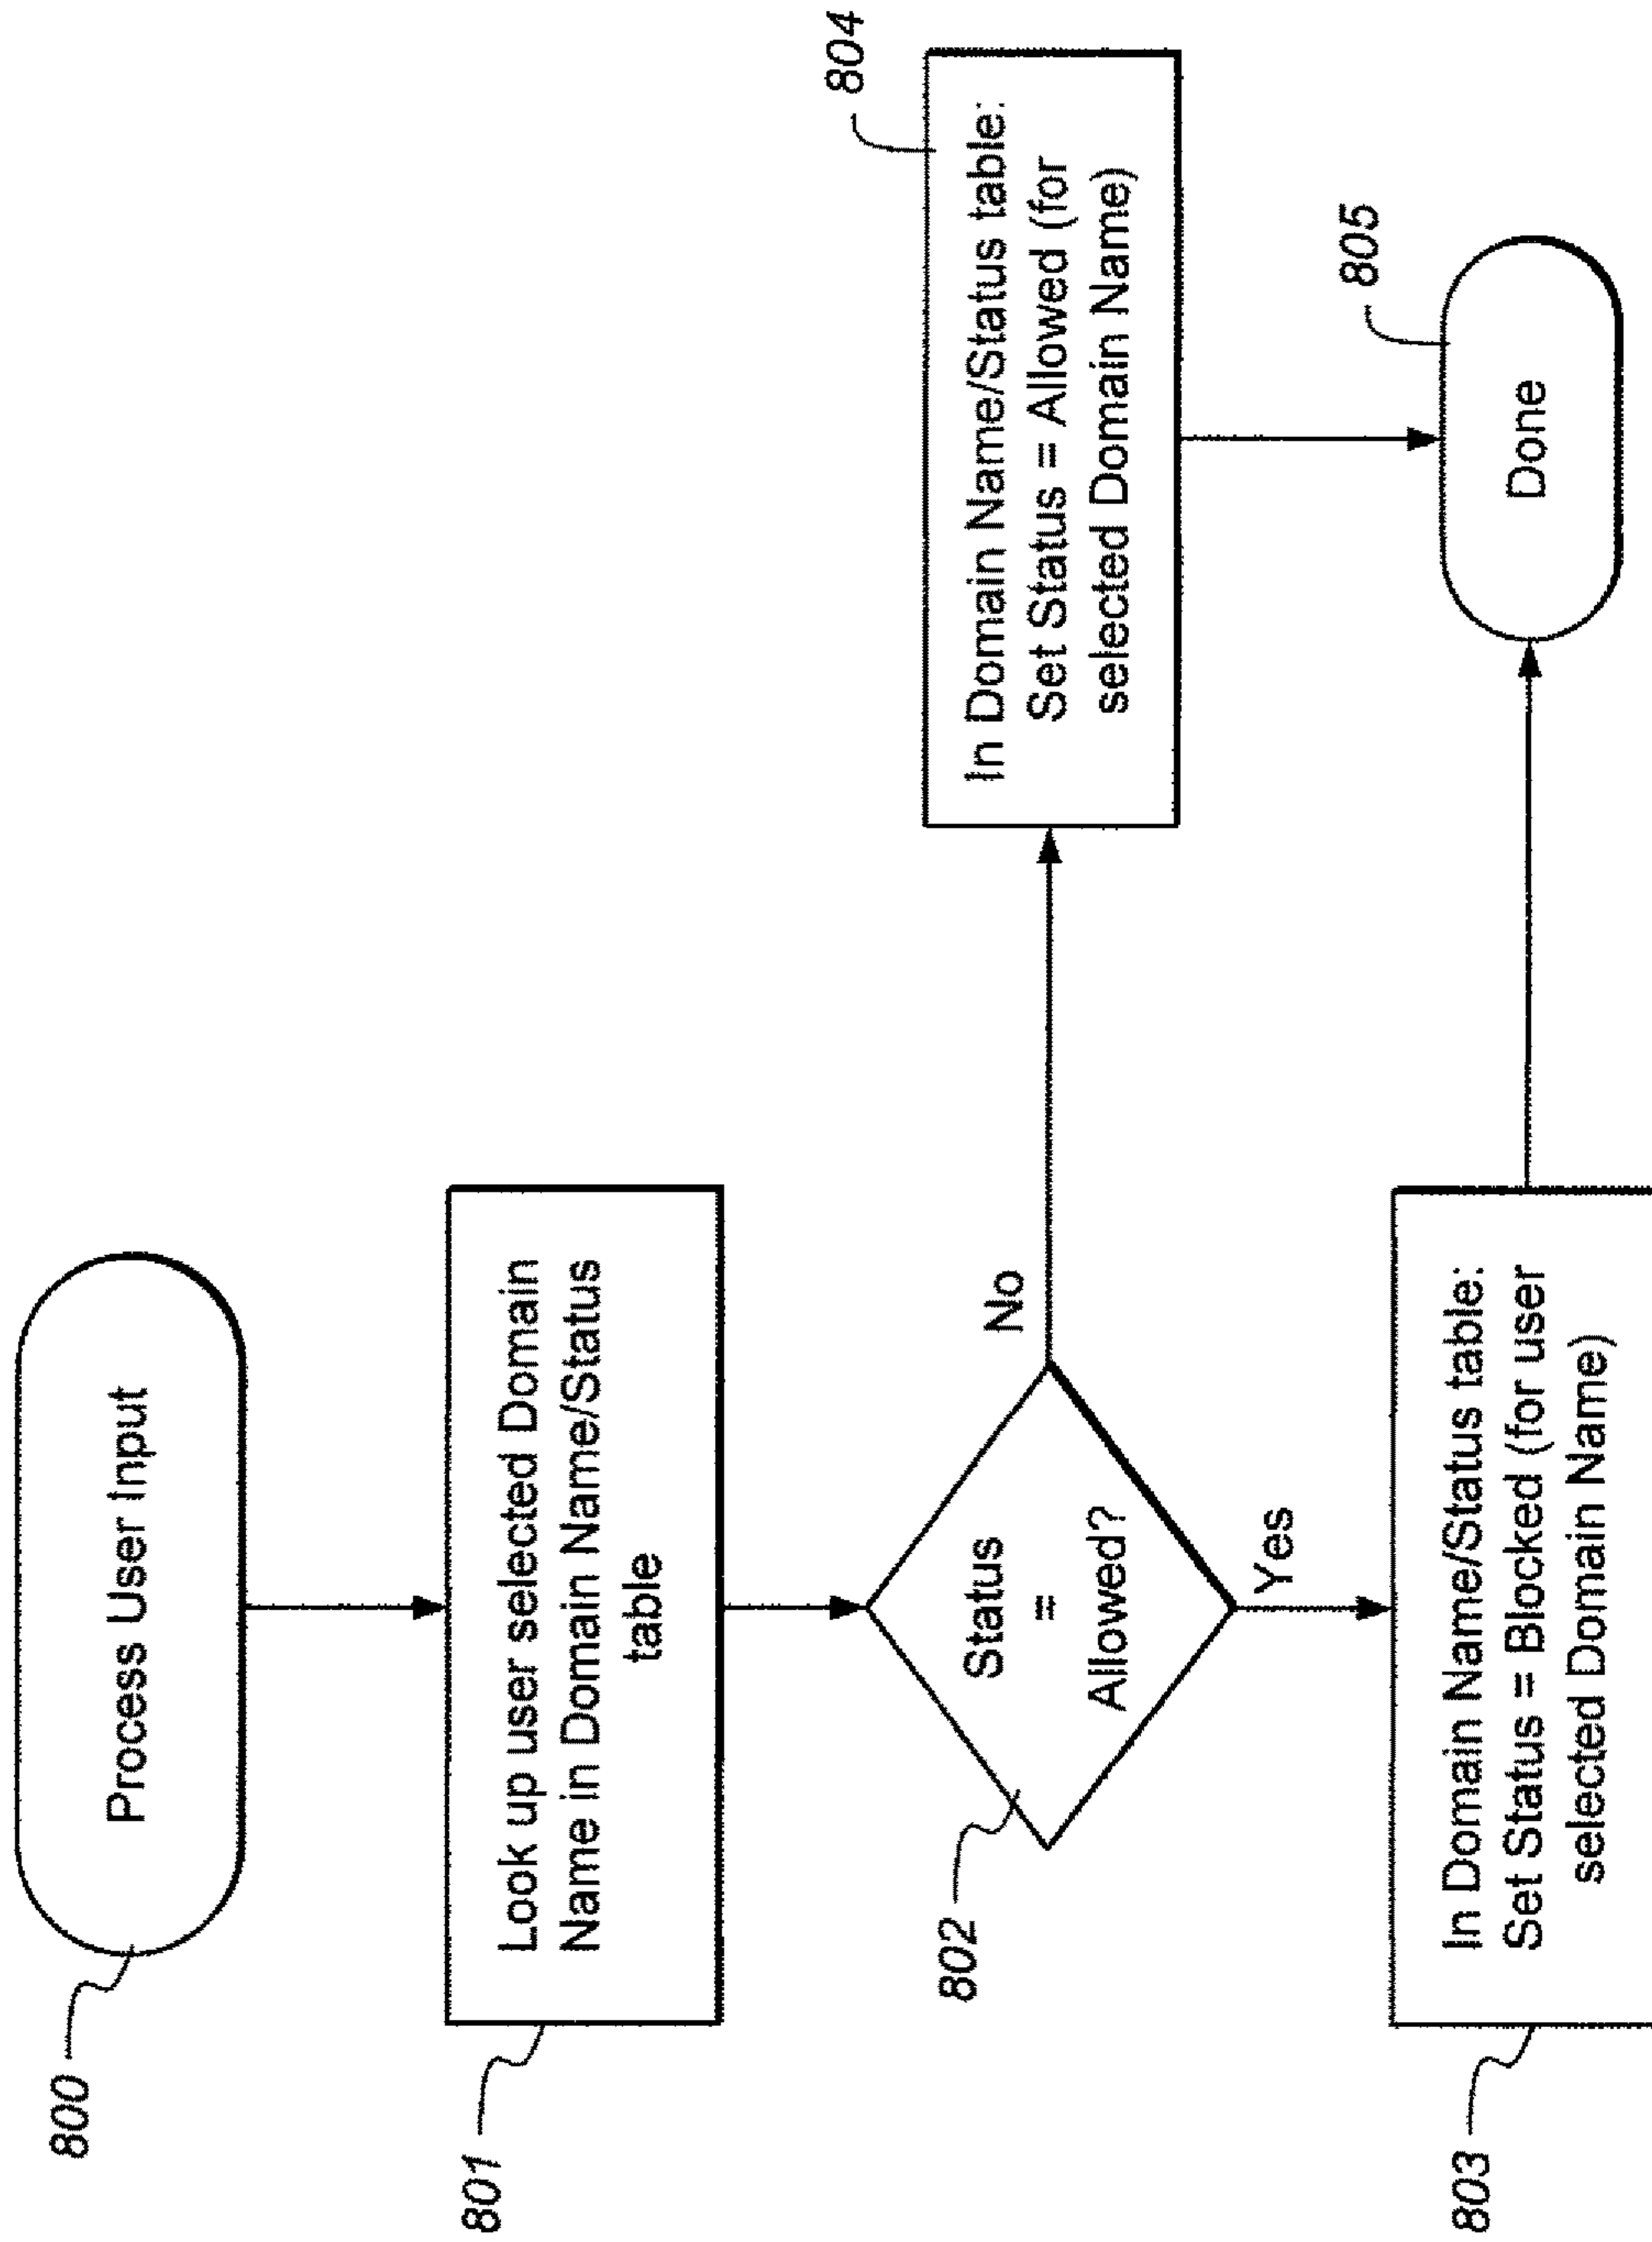 800
Process User Input
801
Look up user selected Domain
Name in Domain Name/Status
table
802
Status
=
Allowed?
No
Yes
804
In Domain Name/Status table:
Set Status = Allowed (for
selected Domain Name)
803
In Domain Name/Status table:
Set Status = Blocked (for user
selected Domain Name)
805
Done